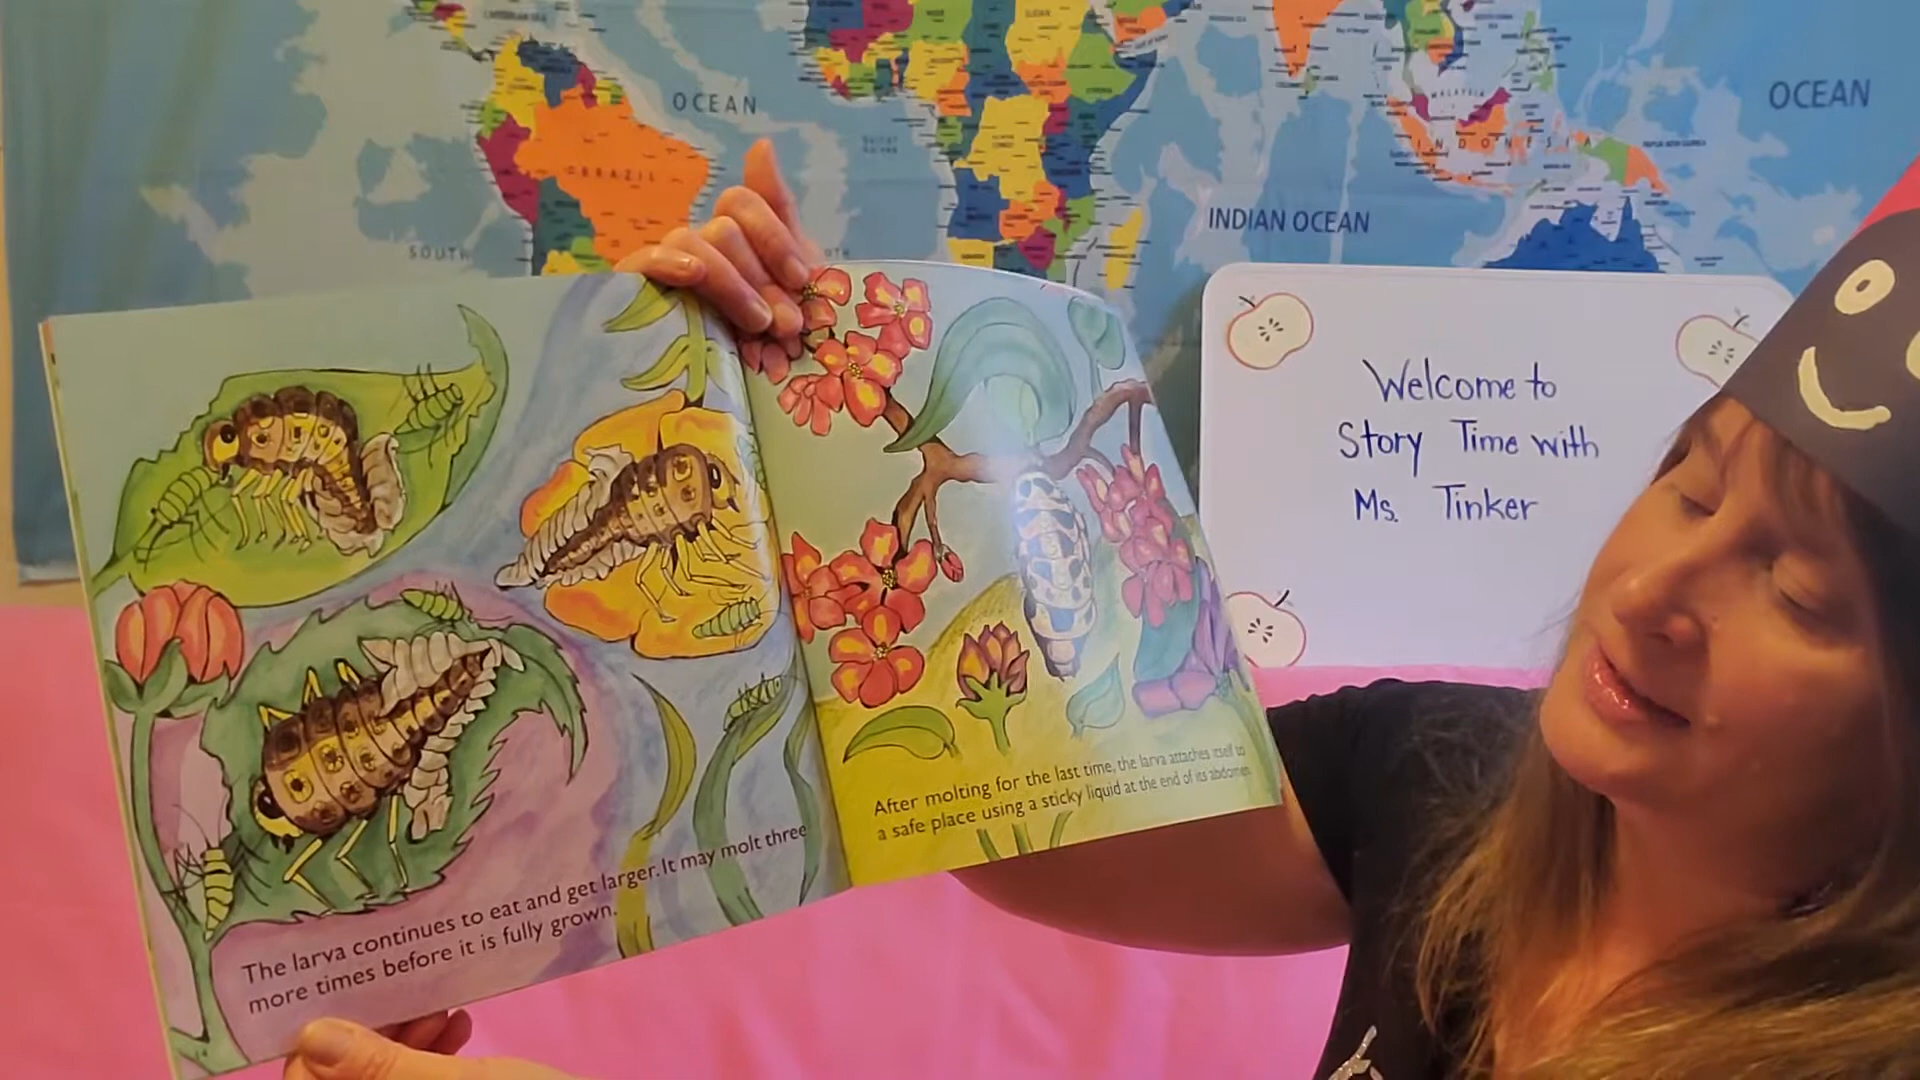 OCEAN
OCEAN
BRAZIL
INDONESIA
MALAYSIA
INDIAN OCEAN
SOUTH
Welcome to
Story Time with
Ms. Tinker
The larva continues to eat and get larger. It may molt three
more times before it is fully grown.
After molting for the last time, the larva attaches itself to
a safe place using a sticky liquid at the end of its abdomen.